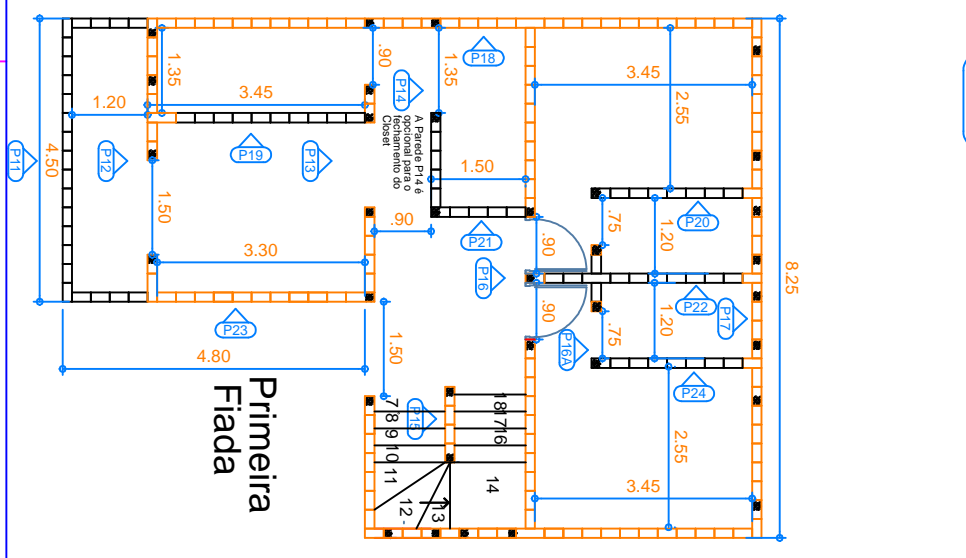 P18
1.35
.90
1.35
3.45
2.55
1.20
3.45
P14
A Parede P14 é
opcional para o
fechamento do
Closet
P11
4.50
P12
P19
P13
1.50
1.50
.90
3.30
P21
.90
P16
.75
1.20
P20
8.25
P22
P17
.90
.75
1.20
P16A
P23
4.80
1.50
P24
Primeira
Fiada
7
8
9
10
11
12 -
13
14
16
17
18
P15
2.55
3.45